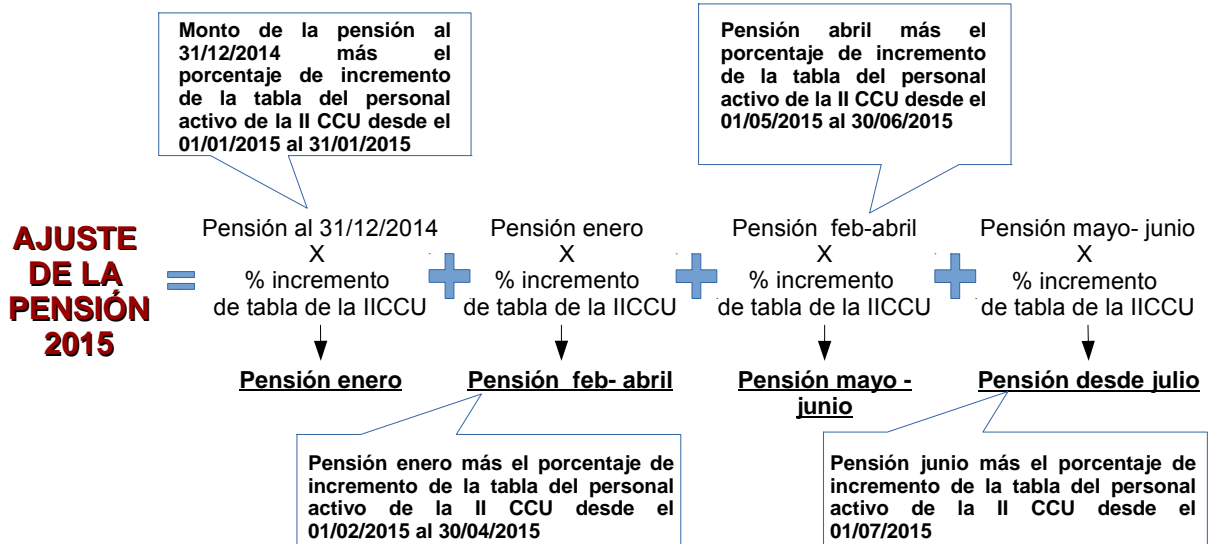 Monto de la pensión al
31/12/2014 más el
porcentaje de incremento
de la tabla del personal
activo de la II CCU desde el
01/01/2015 al 31/01/2015
Pensión abril más el
porcentaje de incremento
de la tabla del personal
activo de la II CCU desde el
01/05/2015 al 30/06/2015
AJUSTE
DE LA
PENSIÓN
2015
=
Pensión al 31/12/2014
X
% incremento
de tabla de la IICCU
Pensión enero
+
Pensión enero
X
% incremento
de tabla de la IICCU
Pensión feb- abril
+
Pensión feb-abril
X
% incremento
de tabla de la IICCU
Pensión mayo -
junio
+
Pensión mayo- junio
X
% incremento
de tabla de la IICCU
Pensión desde julio
Pensión enero más el porcentaje de
incremento de la tabla del personal
activo de la II CCU desde el
01/02/2015 al 30/04/2015
Pensión junio más el porcentaje de
incremento de la tabla del personal
activo de la II CCU desde el
01/07/2015